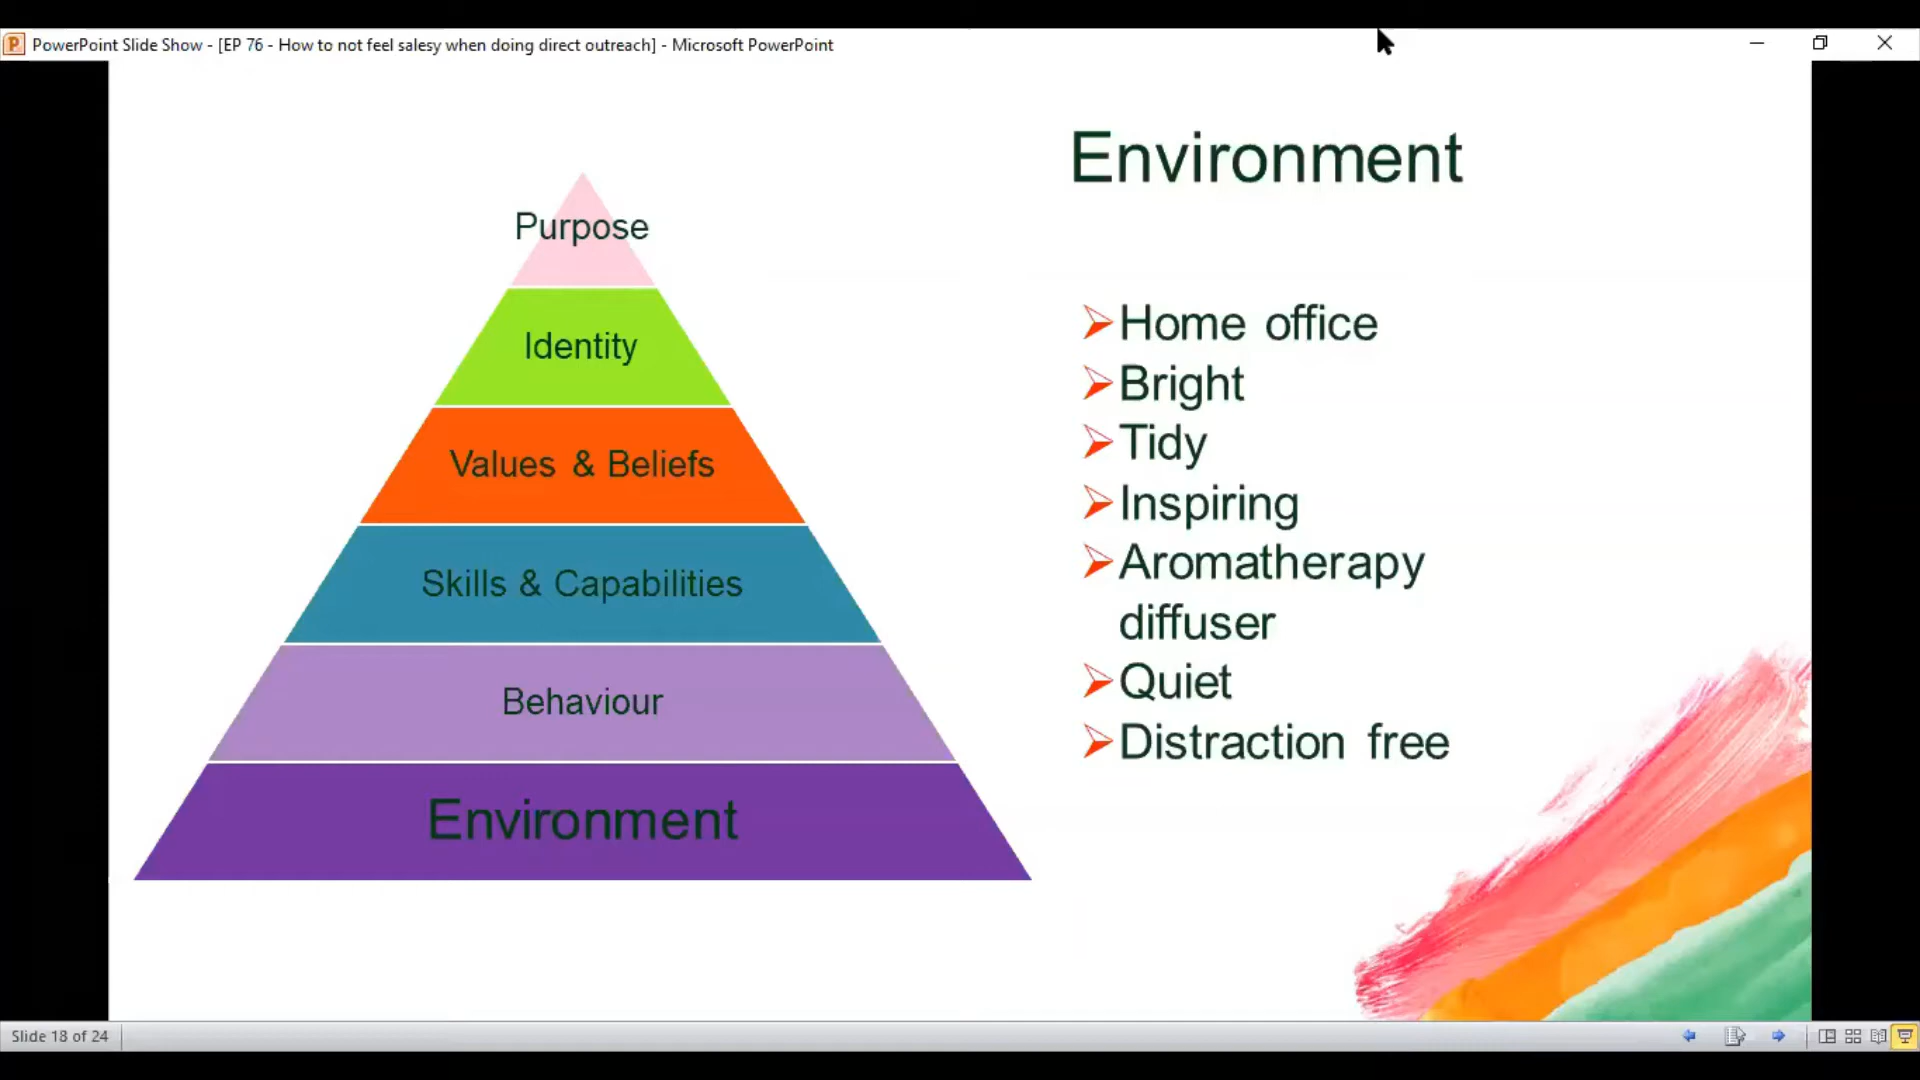 PowerPoint Slide Show - [EP 76 - How to not feel salesy when doing direct outreach] - Microsoft PowerPoint
Purpose
Identity
Values & Beliefs
Skills & Capabilities
Behaviour
Environment
Environment
Home office
Bright
Tidy
Inspiring
Aromatherapy
diffuser
Quiet
Distraction free
Slide 18 of 24